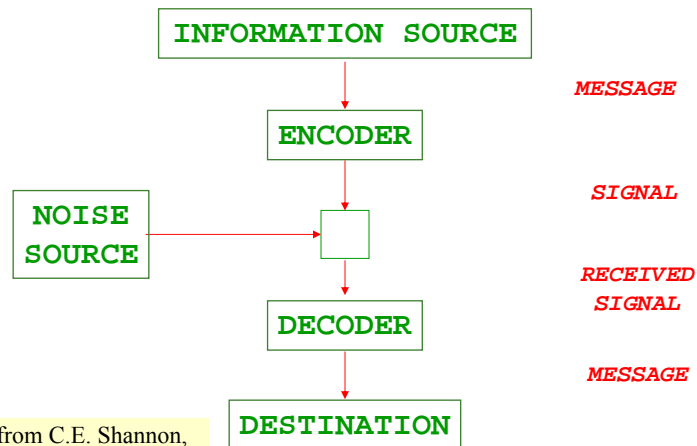 INFORMATION SOURCE
MESSAGE
ENCODER
SIGNAL
NOISE
SOURCE
RECEIVED
SIGNAL
DECODER
MESSAGE
DESTINATION
from C.E. Shannon,